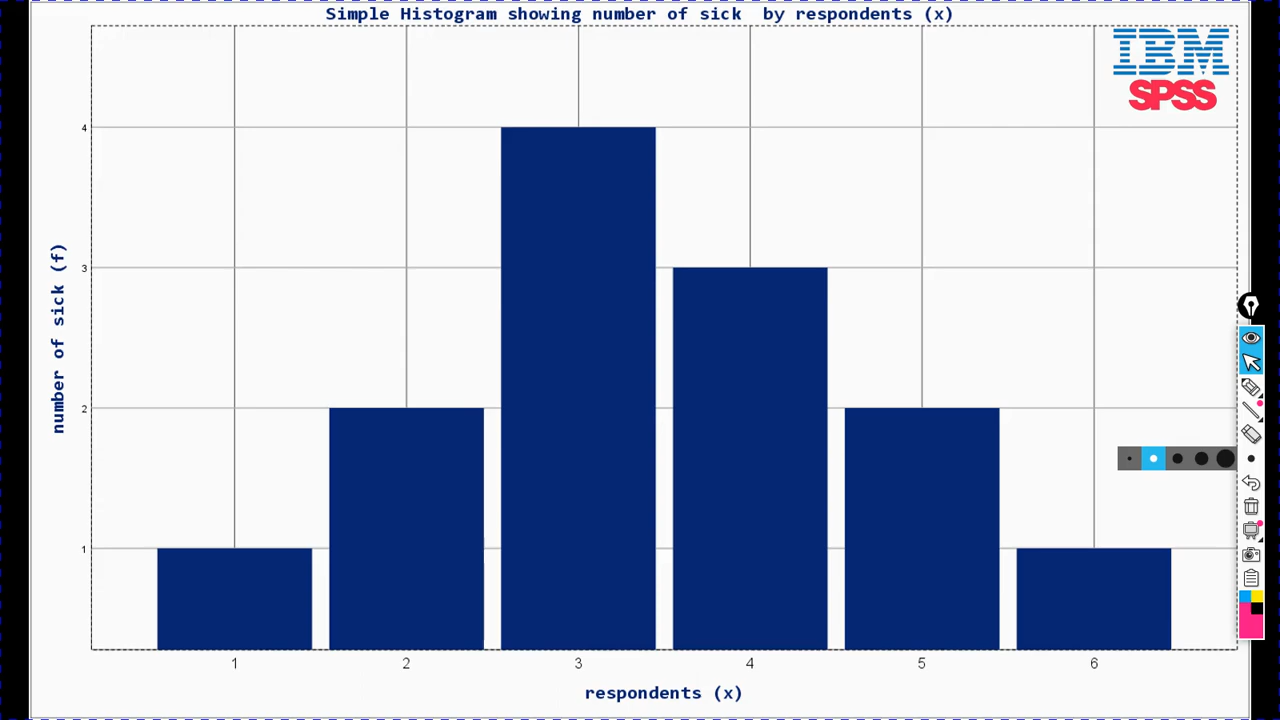 Simple Histogram showing number of sick  by respondents (x)
IBM
SPSS
number of sick (f)
4
3
2
1
1 2 3 4 5 6
respondents (x)